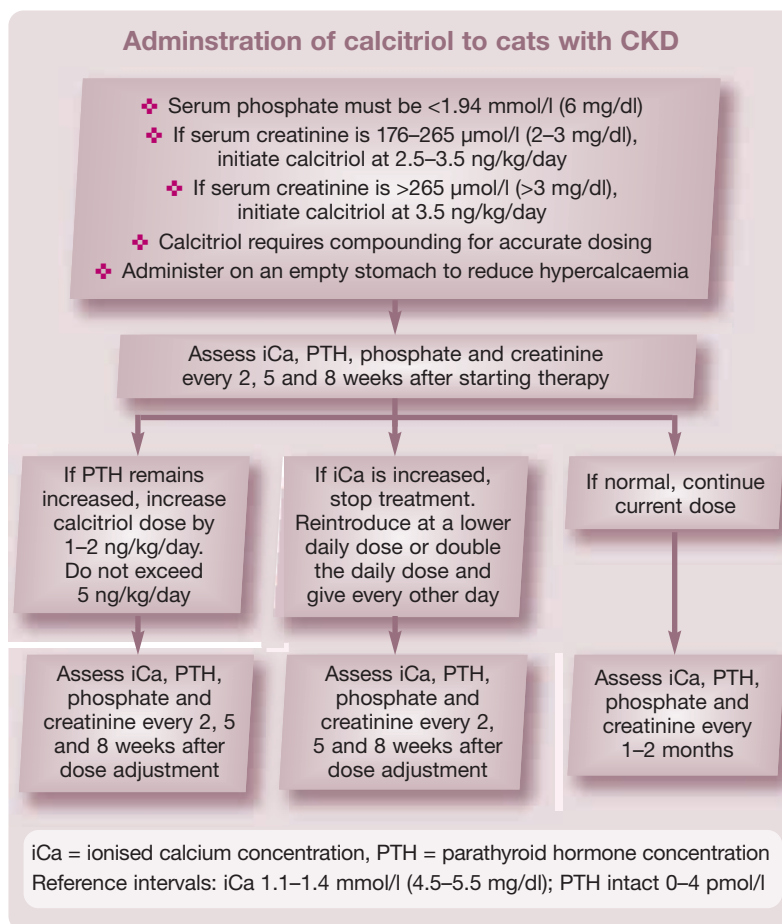 Adminstration of calcitriol to cats with CKD
❖ Serum phosphate must be <1.94 mmol/l (6 mg/dl)
❖ If serum creatinine is 176–265 µmol/l (2–3 mg/dl),
initiate calcitriol at 2.5–3.5 ng/kg/day
❖ If serum creatinine is >265 µmol/l (>3 mg/dl),
initiate calcitriol at 3.5 ng/kg/day
❖ Calcitriol requires compounding for accurate dosing
❖ Administer on an empty stomach to reduce hypercalcaemia
Assess iCa, PTH, phosphate and creatinine
every 2, 5 and 8 weeks after starting therapy
If PTH remains
increased, increase
calcitriol dose by
1–2 ng/kg/day.
Do not exceed
5 ng/kg/day
If iCa is increased,
stop treatment.
Reintroduce at a lower
daily dose or double
the daily dose and
give every other day
If normal, continue
current dose
Assess iCa, PTH,
phosphate and
creatinine every 2, 5
and 8 weeks after
dose adjustment
Assess iCa, PTH,
phosphate and
creatinine every 2,
5 and 8 weeks after
dose adjustment
Assess iCa, PTH,
phosphate and
creatinine every
1–2 months
iCa = ionised calcium concentration, PTH = parathyroid hormone concentration
Reference intervals: iCa 1.1–1.4 mmol/l (4.5–5.5 mg/dl); PTH intact 0–4 pmol/l